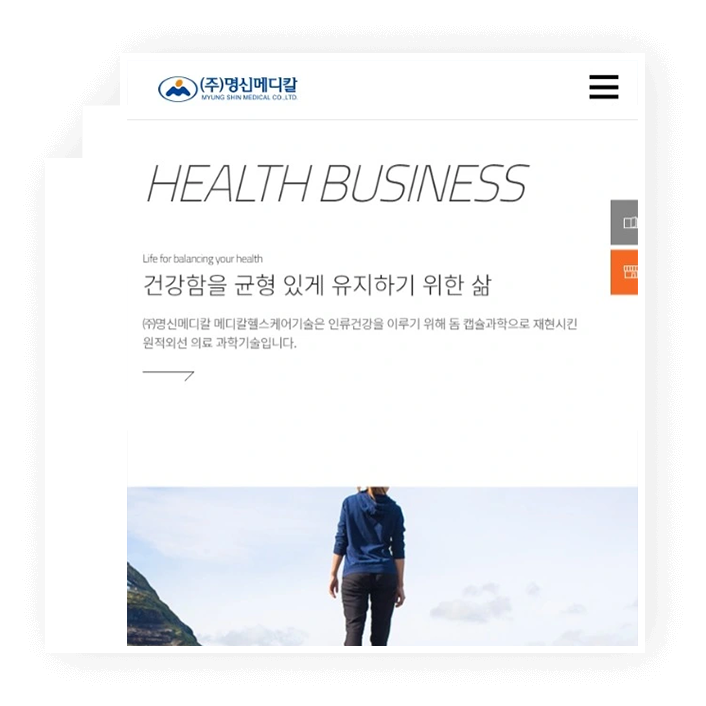 (주)명신메디칼
MYUNG SHIN MEDICAL CO.,LTD.
HEALTH BUSINESS
Life for balancing your health
건강함을 균형 있게 유지하기 위한 삶
㈜명신메디칼 메디칼헬스케어기술은 인류건강을 이루기 위해 돔 캡슐과학으로 재현시킨
원적외선 의료 과학기술입니다.